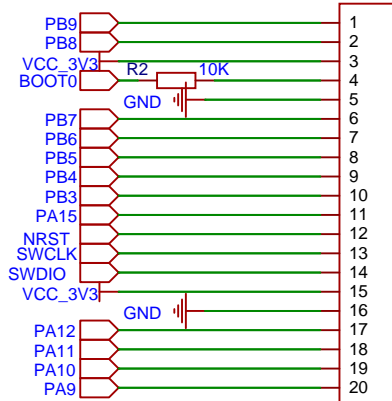 PB9 1
PB8 2
VCC_3V3 3
BOOT0 R2 10K 4
GND 5
PB7 6
PB6 7
PB5 8
PB4 9
PB3 10
PA15 11
NRST 12
SWCLK 13
SWDIO 14
VCC_3V3 15
GND 16
PA12 17
PA11 18
PA10 19
PA9 20